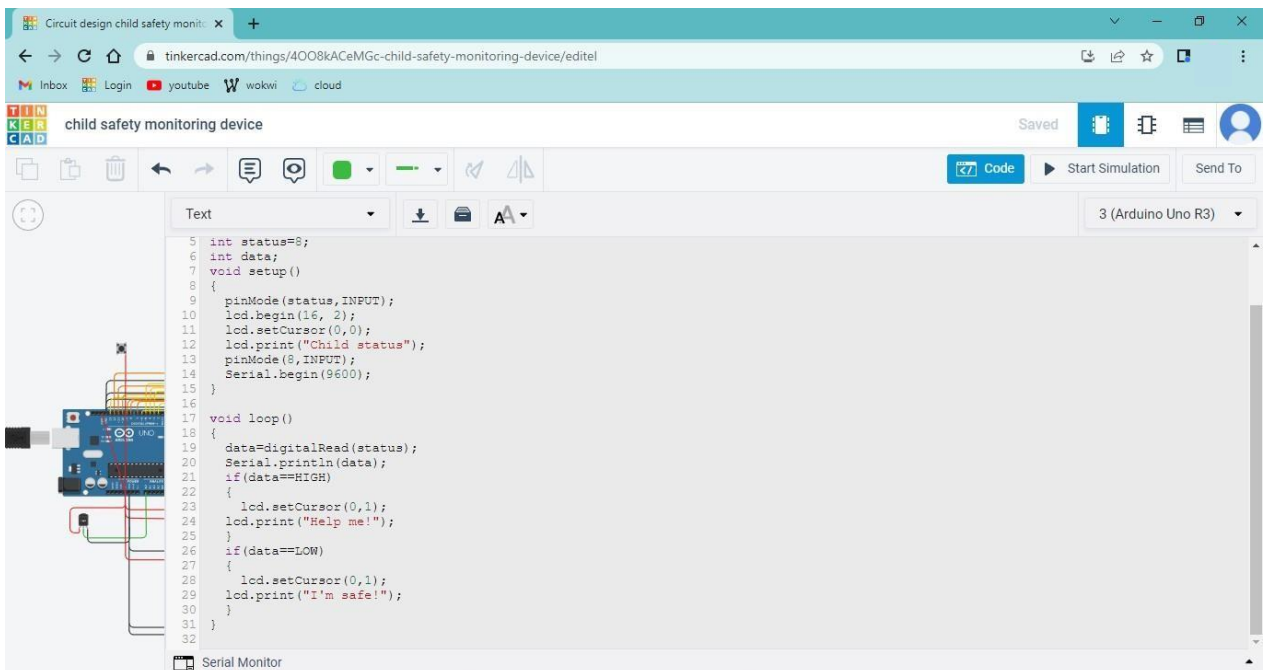 Circuit design child safety monito
tinkercad.com/things/4OO8kACeMGc-child-safety-monitoring-device/editel
Inbox Login youtube wokwi cloud
TIN
KER
CAD
child safety monitoring device
Saved
Code
Start Simulation
Send To
Text
3 (Arduino Uno R3)
5 int status=8;
6 int data;
7 void setup()
8 {
9 pinMode(status,INPUT);
10 lcd.begin(16, 2);
11 lcd.setCursor(0,0);
12 lcd.print("Child status");
13 pinMode(8,INPUT);
14 Serial.begin(9600);
15 }
16
17 void loop()
18 {
19 data=digitalRead(status);
20 Serial.println(data);
21 if(data==HIGH)
22 {
23 lcd.setCursor(0,1);
24 lcd.print("Help me!");
25 }
26 if(data==LOW)
27 {
28 lcd.setCursor(0,1);
29 lcd.print("I'm safe!");
30 }
31 }
32
UNO
Serial Monitor